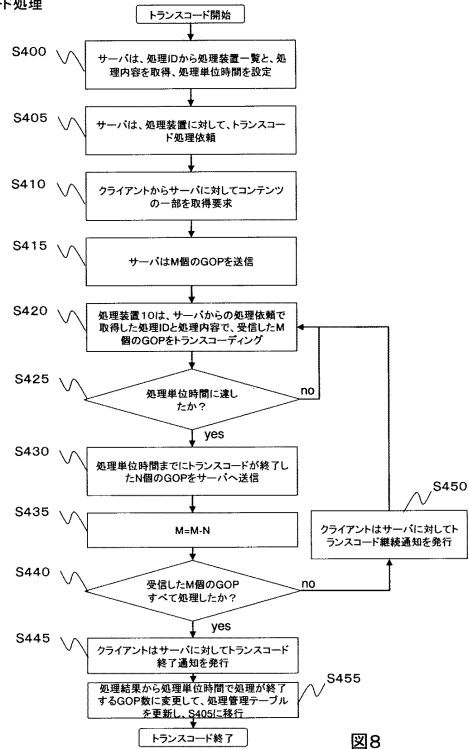 ード処理
トランスコード開始
S400
サーバは、処理IDから処理装置一覧と、処
理内容を取得、処理単位時間を設定
S405
サーバは、処理装置に対して、トランスコー
ド処理依頼
S410
クライアントからサーバに対してコンテンツ
の一部を取得要求
S415
サーバはM個のGOPを送信
S420
処理装置10は、サーバからの処理依頼で
取得した処理IDと処理内容で、受信したM
個のGOPをトランスコーディング
S425
処理単位時間に達し
たか？
no
yes
S430
処理単位時間までにトランスコードが終了し
たN個のGOPをサーバへ送信
S450
クライアントはサーバに対してト
ランスコード継続通知を発行
S435
M=M-N
S440
受信したM個のGOP
すべて処理したか？
no
yes
S445
クライアントはサーバに対してトランスコード
終了通知を発行
S455
処理結果から処理単位時間で処理が終了
するGOP数に変更して、処理管理テーブル
を更新し、S405に移行
トランスコード終了
図8